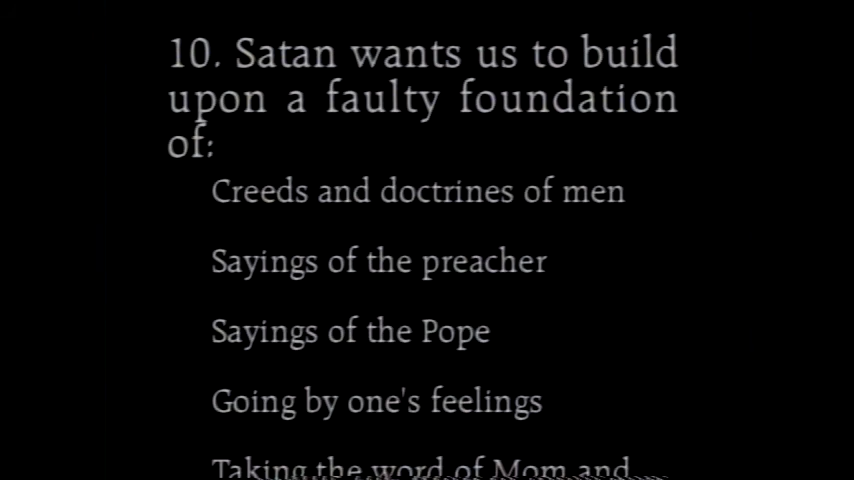 10. Satan wants us to build
upon a faulty foundation
of:
Creeds and doctrines of men
Sayings of the preacher
Sayings of the Pope
Going by one's feelings
Taking the word of Mom and